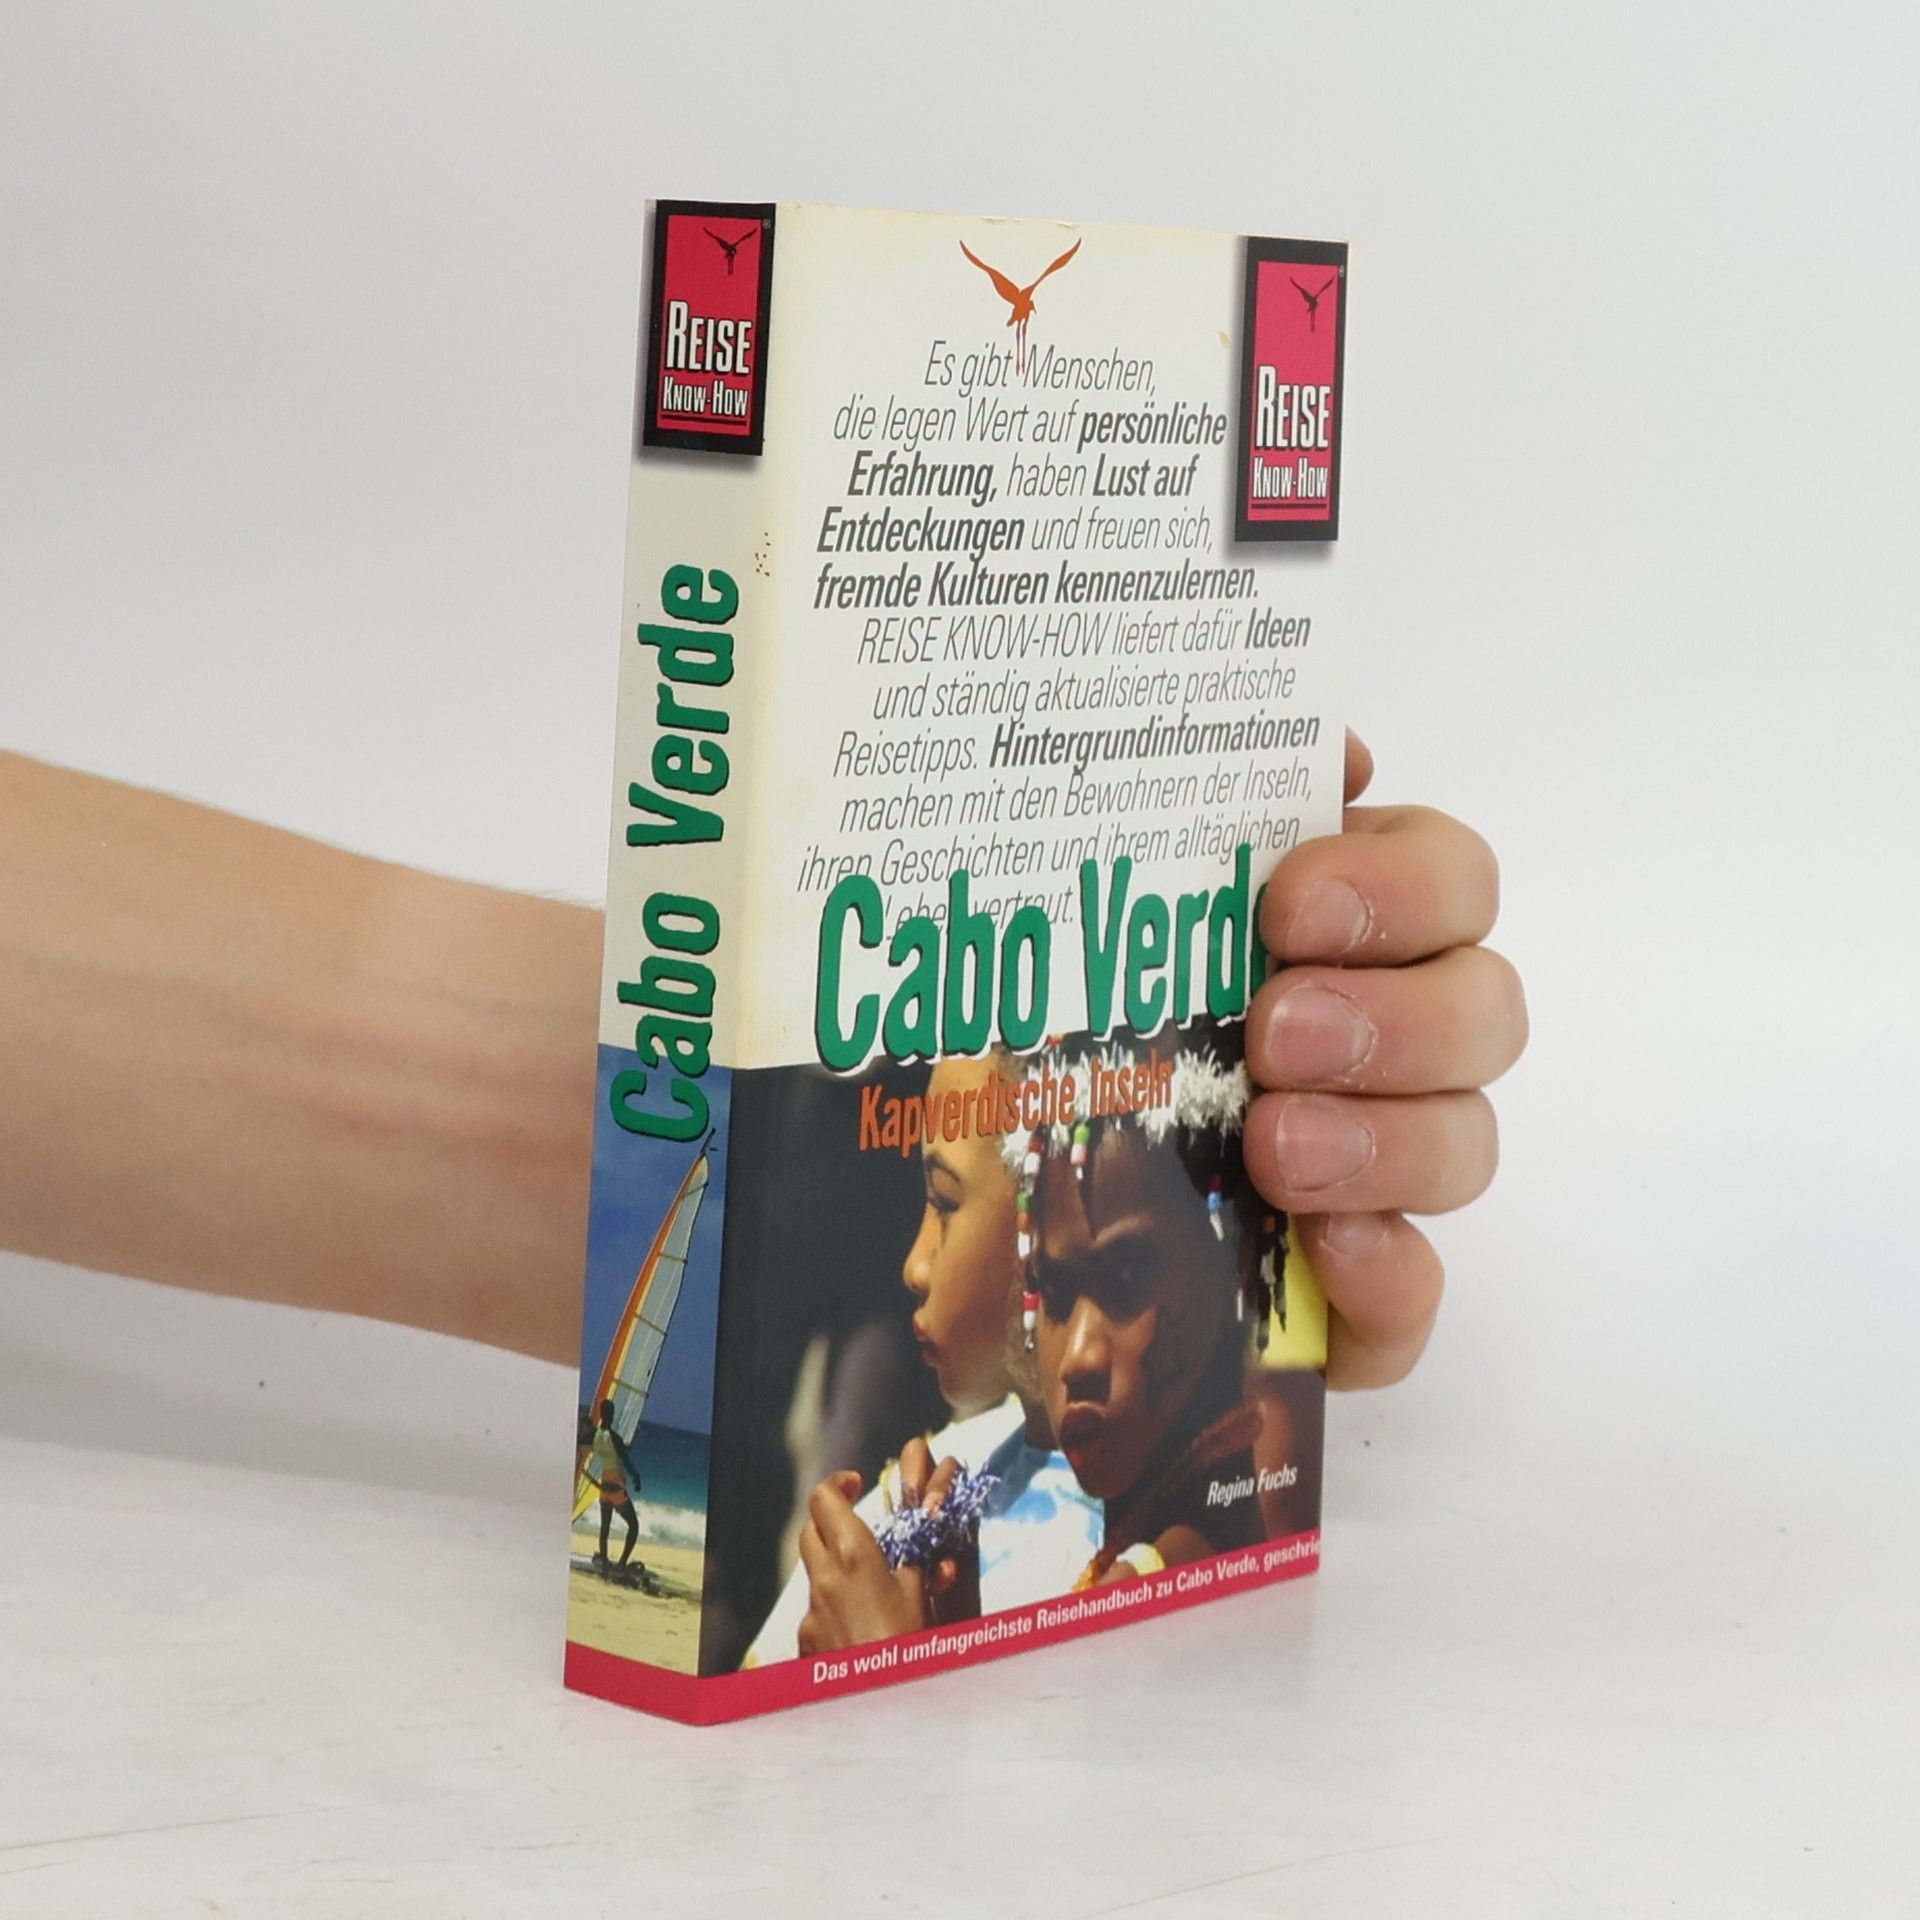 REISE
KNOW-HOW
Cabo Verde
REISE
KNOW-HOW
Es gibt Menschen,
die legen Wert auf persönliche
Erfahrung, haben Lust auf
Entdeckungen und freuen sich,
fremde Kulturen kennenzulernen.
REISE KNOW-HOW liefert dafür Ideen
und ständig aktualisierte praktische
Reisetipps. Hintergrundinformationen
machen mit den Bewohnern der Inseln,
ihren Geschichten und ihrem alltäglichen
Leben vertraut.
Cabo Verde
Kapverdische Inseln
Regina Fuchs
Das wohl umfangreichste Reisehandbuch zu Cabo Verde, geschrie